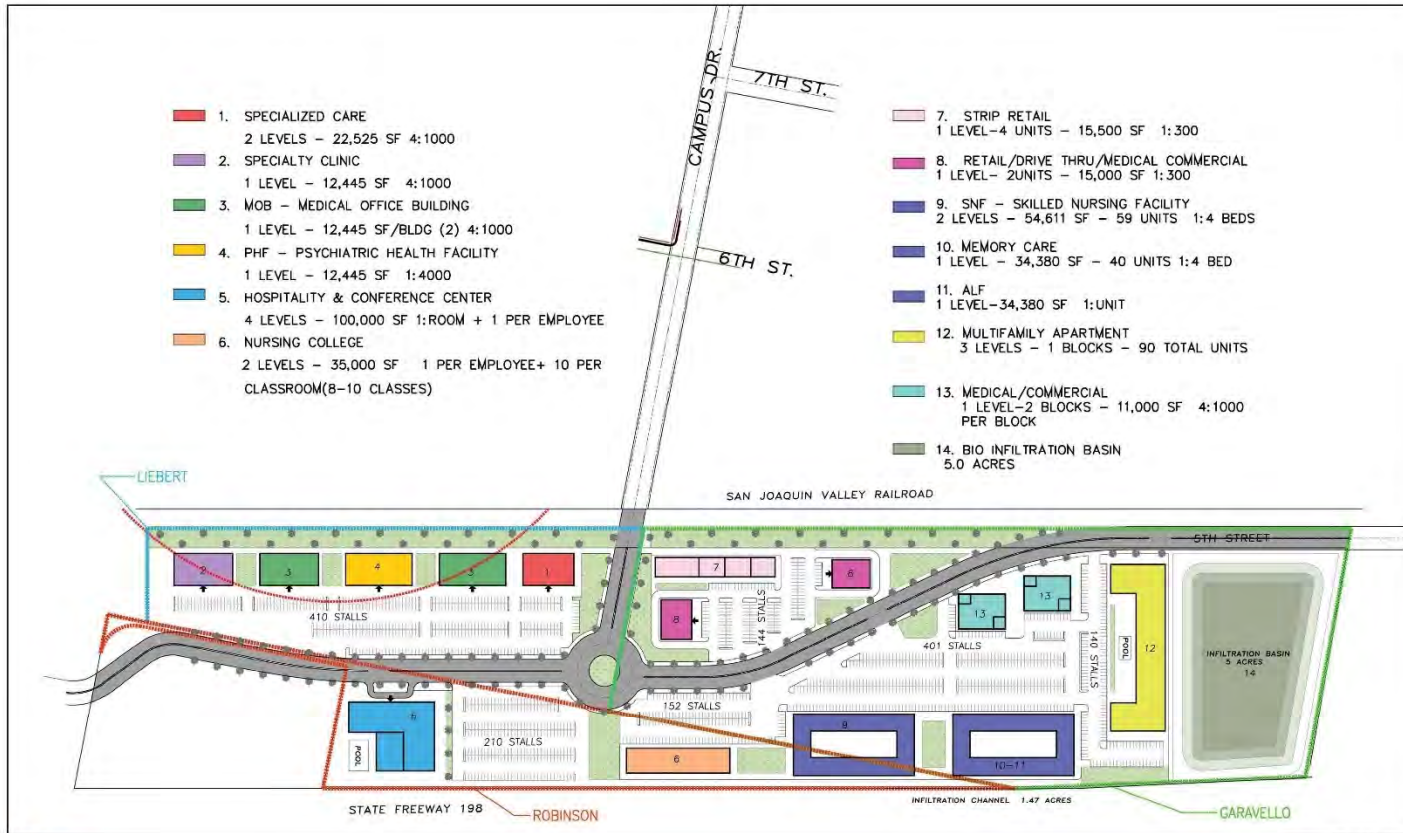 CAMPUS DR.
7TH ST.
6TH ST.
1. SPECIALIZED CARE
2 LEVELS - 22,525 SF 4:1000
2. SPECIALTY CLINIC
1 LEVEL - 12,445 SF 4:1000
3. MOB - MEDICAL OFFICE BUILDING
1 LEVEL - 12,445 SF/BLDG (2) 4:1000
4. PHF - PSYCHIATRIC HEALTH FACILITY
1 LEVEL - 12,445 SF 1:4000
5. HOSPITALITY & CONFERENCE CENTER
4 LEVELS - 100,000 SF 1:ROOM + 1 PER EMPLOYEE
6. NURSING COLLEGE
2 LEVELS - 35,000 SF 1 PER EMPLOYEE+ 10 PER
CLASSROOM(8-10 CLASSES)
7. STRIP RETAIL
1 LEVEL-4 UNITS - 15,500 SF 1:300
8. RETAIL/DRIVE THRU/MEDICAL COMMERCIAL
1 LEVEL- 2UNITS - 15,000 SF 1:300
9. SNF - SKILLED NURSING FACILITY
2 LEVELS - 54,611 SF - 59 UNITS 1:4 BEDS
10. MEMORY CARE
1 LEVEL - 34,380 SF - 40 UNITS 1:4 BED
11. ALF
1 LEVEL-34,380 SF 1:UNIT
12. MULTIFAMILY APARTMENT
3 LEVELS - 1 BLOCKS - 90 TOTAL UNITS
13. MEDICAL/COMMERCIAL
1 LEVEL-2 BLOCKS - 11,000 SF 4:1000
PER BLOCK
14. BIO INFILTRATION BASIN
5.0 ACRES
LIEBERT
SAN JOAQUIN VALLEY RAILROAD
5TH STREET
2
3
4
3
1
7
8
13
13
8
410 STALLS
144 STALLS
401 STALLS
140 STALLS
POOL
12
INFILTRATION BASIN
5 ACRES
14
152 STALLS
210 STALLS
POOL
6
9
10-11
STATE FREEWAY 198
ROBINSON
INFILTRATION CHANNEL 1.47 ACRES
GARAVELLO